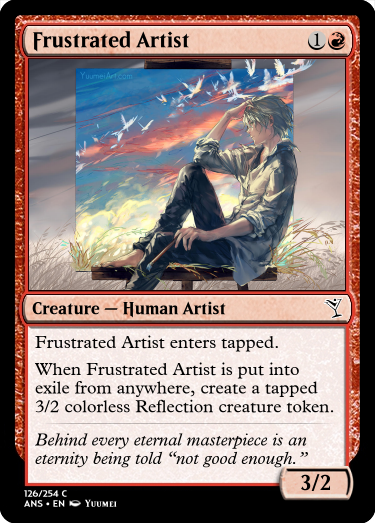 Frustrated Artist 1
YuumeiArt.com
Creature — Human Artist
Frustrated Artist enters tapped.
When Frustrated Artist is put into
exile from anywhere, create a tapped
3/2 colorless Reflection creature token.
Behind every eternal masterpiece is an
eternity being told “not good enough.”
3/2
126/254 C
ANS • EN Yuumei